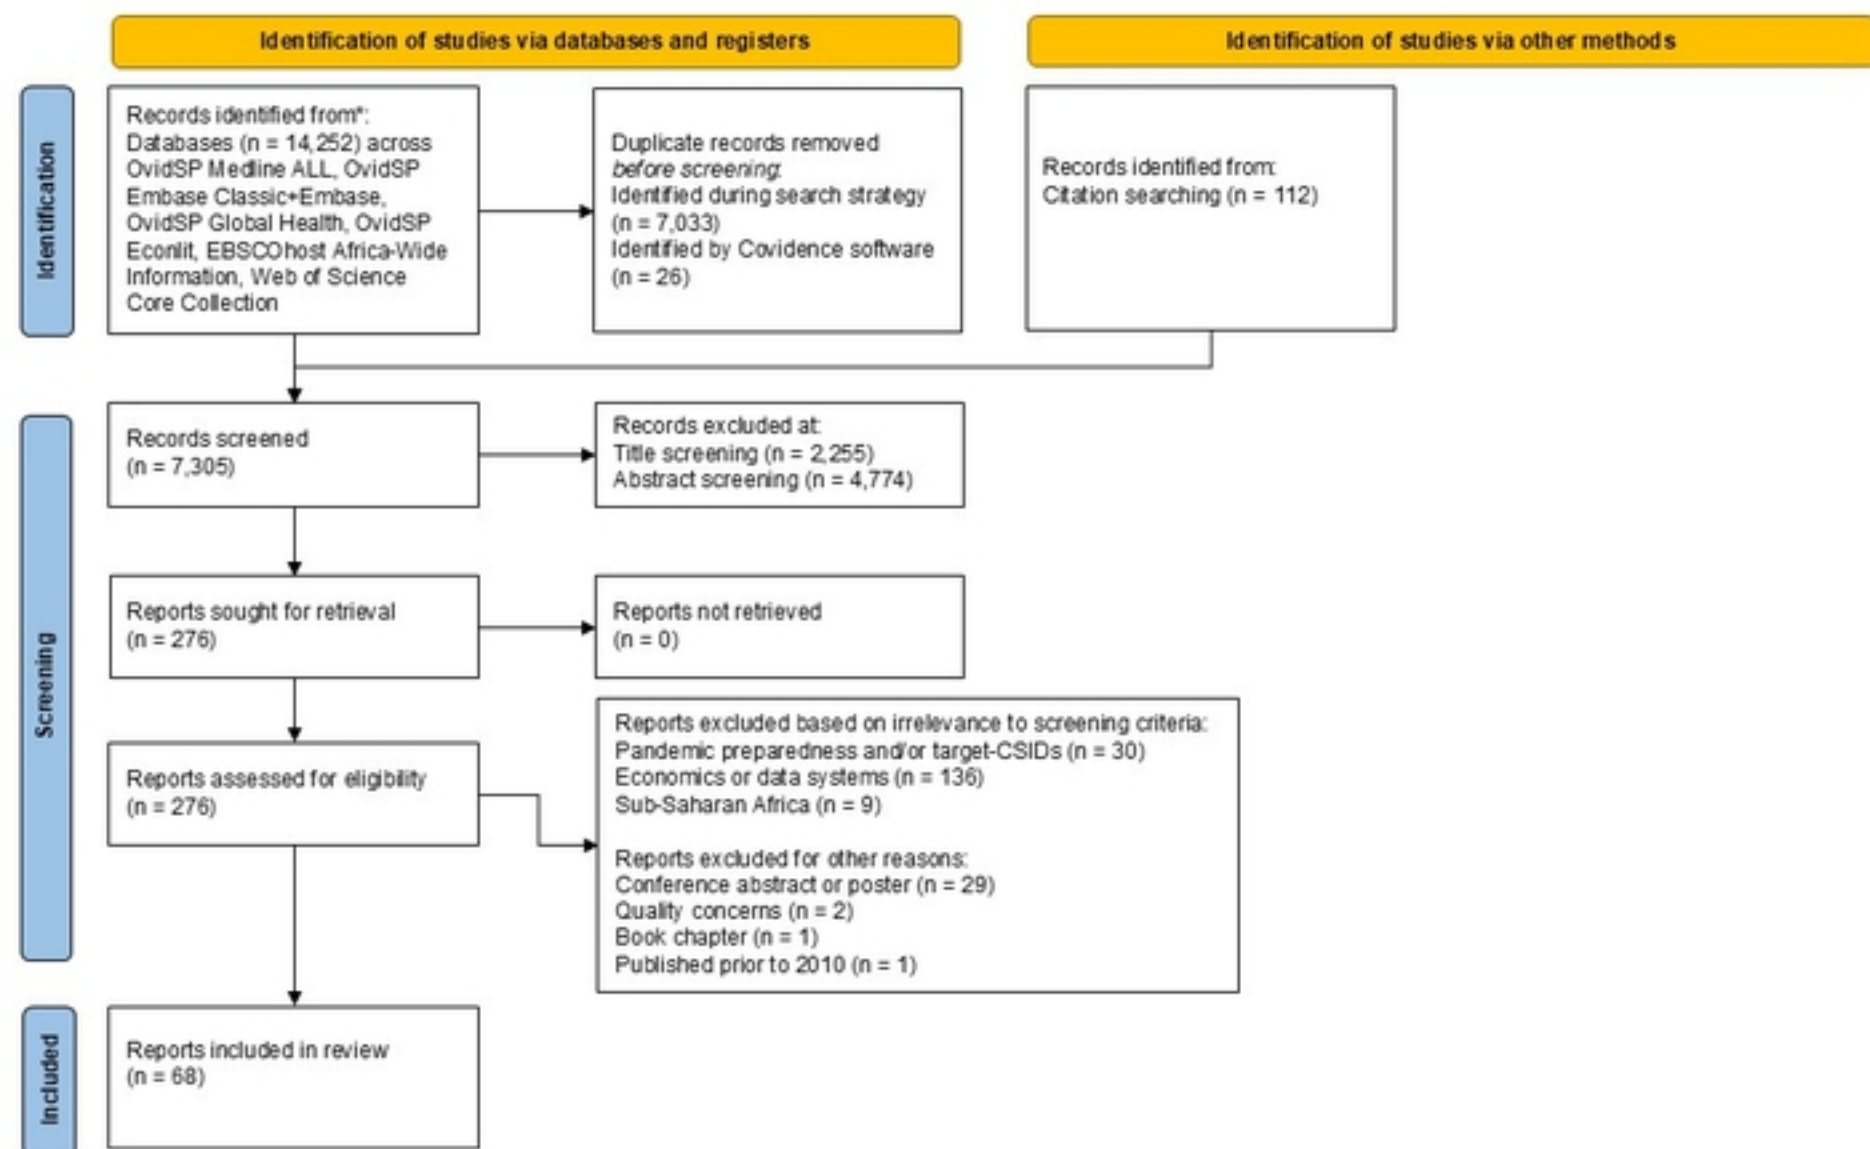 Identification of studies via databases and registers
Identification of studies via other methods
Identification
Records identified from*:
Databases (n = 14,252) across
OvidSP Medline ALL, OvidSP
Embase Classic+Embase,
OvidSP Global Health, OvidSP
Econlit, EBSCOhost Africa-Wide
Information, Web of Science
Core Collection
Duplicate records removed
before screening:
Identified during search strategy
(n = 7,033)
Identified by Covidence software
(n = 26)
Records identified from:
Citation searching (n = 112)
Screening
Records screened
(n = 7,305)
Records excluded at:
Title screening (n = 2,255)
Abstract screening (n = 4,774)
Reports sought for retrieval
(n = 276)
Reports not retrieved
(n = 0)
Reports assessed for eligibility
(n = 276)
Reports excluded based on irrelevance to screening criteria:
Pandemic preparedness and/or target-CSIDs (n = 30)
Economics or data systems (n = 136)
Sub-Saharan Africa (n = 9)
Reports excluded for other reasons:
Conference abstract or poster (n = 29)
Quality concerns (n = 2)
Book chapter (n = 1)
Published prior to 2010 (n = 1)
Included
Reports included in review
(n = 68)